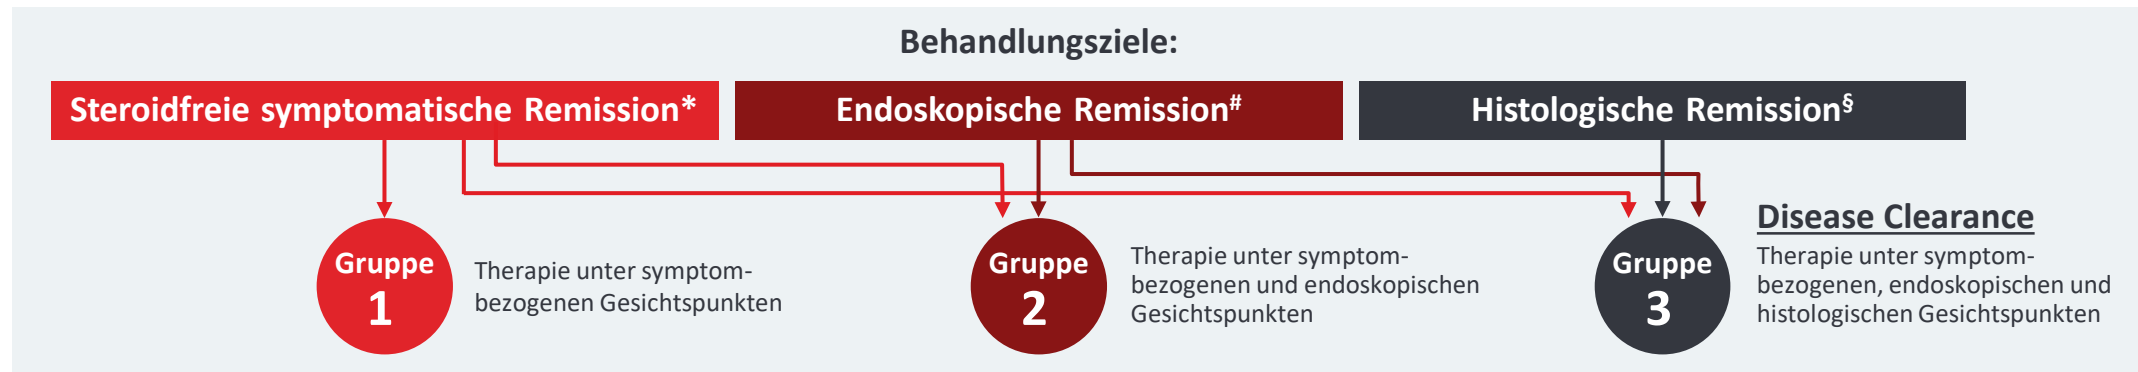 Behandlungsziele:
Steroidfreie symptomatische Remission*
Endoskopische Remission#
Histologische Remission§
Gruppe
1
Therapie unter symptom-
bezogenen Gesichtspunkten
Gruppe
2
Therapie unter symptom-
bezogenen und endoskopischen
Gesichtspunkten
Gruppe
3
Disease Clearance
Therapie unter symptom-
bezogenen, endoskopischen und
histologischen Gesichtspunkten